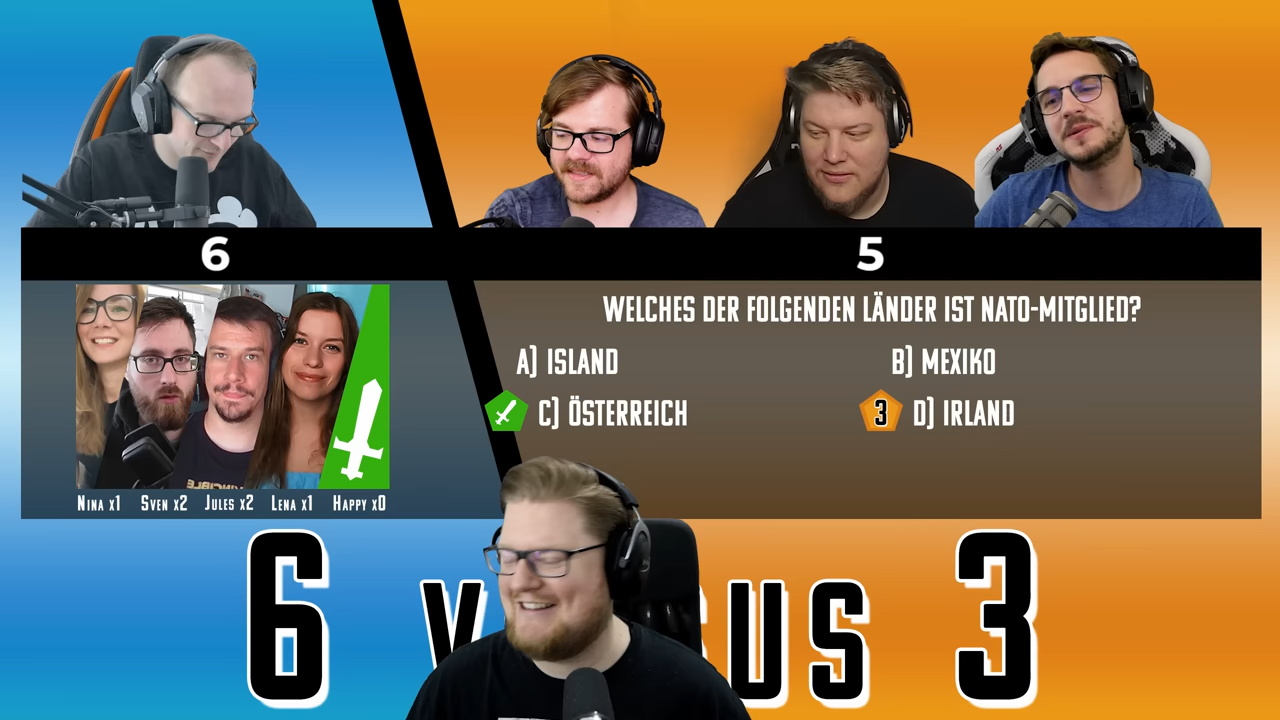 6
5
WELCHES DER FOLGENDEN LÄNDER IST NATO-MITGLIED?
A) ISLAND
B) MEXIKO
C) ÖSTERREICH
3
D) IRLAND
NINA X1 SVEN X2 JULES X2 LENA X1 HAPPY X0
6
3